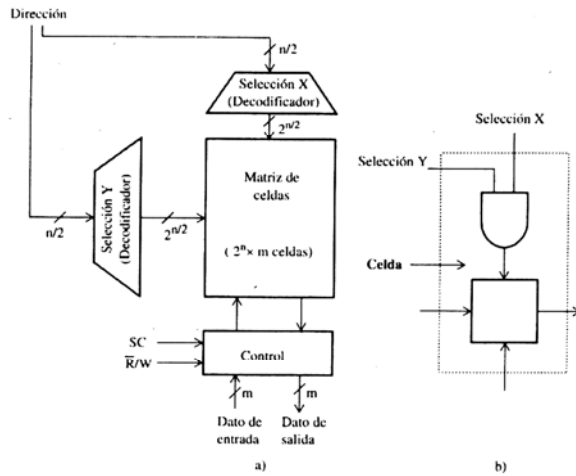 Dirección
n/2
Selección X
(Decodificador)
2^n/2
Selección X
Selección Y
Selección Y
(Decodificador)
n/2
2^n/2
Matriz de
celdas
( 2^n × m celdas)
Celda
SC
R̅/W
Control
m
m
Dato de
entrada
Dato de
salida
a)
b)